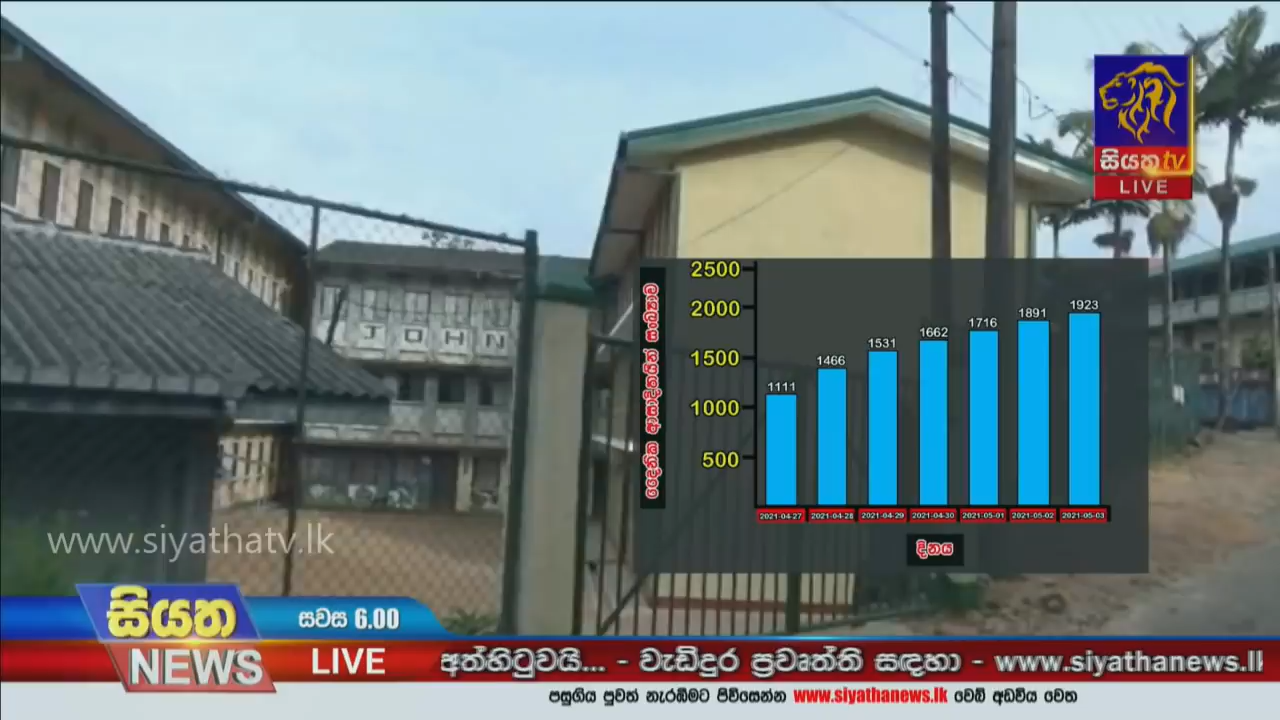 සියත tv
LIVE
JOHN
දෛනික ආසාදිතයින් සංඛ්‍යාව
2500
2000
1500
1000
500
1111
1466
1531
1662
1716
1891
1923
2021-04-27 2021-04-28 2021-04-29 2021-04-30 2021-05-01 2021-05-02 2021-05-03
දිනය
www.siyathatv.lk
සියත
NEWS
සවස 6.00
LIVE
අත්හිටුවයි... - වැඩිදුර ප්‍රවෘත්ති සඳහා - www.siyathanews.lk
පසුගිය පුවත් නැරඹීමට පිවිසෙන්න www.siyathanews.lk වෙබ් අඩවිය වෙත